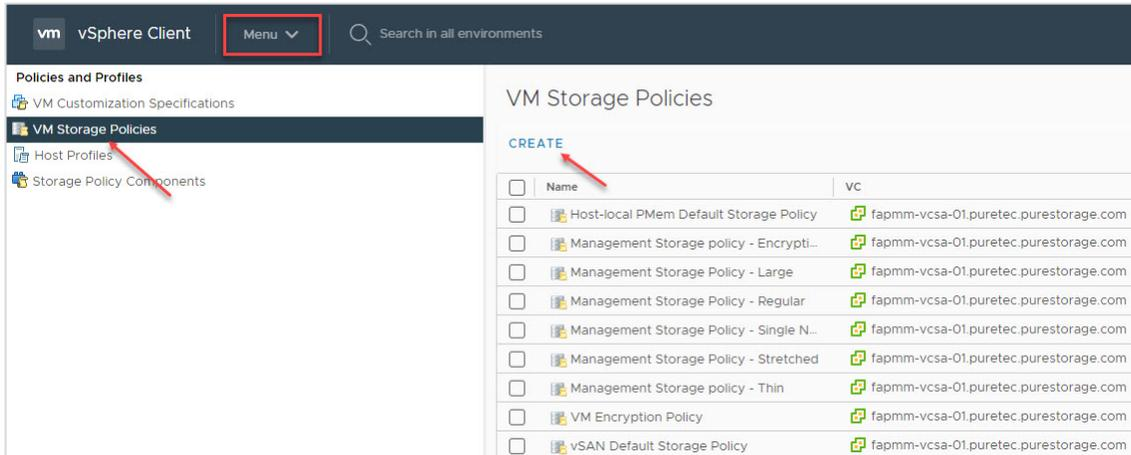 vm vSphere Client Menu Search in all environments
Policies and Profiles
VM Customization Specifications
VM Storage Policies
Host Profiles
Storage Policy Components
VM Storage Policies
CREATE
Name VC
Host-local PMem Default Storage Policy fapmm-vcsa-01.puretec.purestorage.com
Management Storage policy - Encrypti... fapmm-vcsa-01.puretec.purestorage.com
Management Storage Policy - Large fapmm-vcsa-01.puretec.purestorage.com
Management Storage Policy - Regular fapmm-vcsa-01.puretec.purestorage.com
Management Storage Policy - Single N... fapmm-vcsa-01.puretec.purestorage.com
Management Storage Policy - Stretched fapmm-vcsa-01.puretec.purestorage.com
Management Storage policy - Thin fapmm-vcsa-01.puretec.purestorage.com
VM Encryption Policy fapmm-vcsa-01.puretec.purestorage.com
vSAN Default Storage Policy fapmm-vcsa-01.puretec.purestorage.com